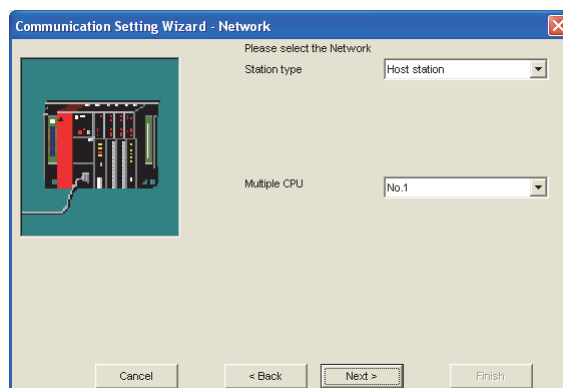 Communication Setting Wizard - Network
Please select the Network
Station type
Host station
Multiple CPU
No.1
Cancel
< Back
Next >
Finish